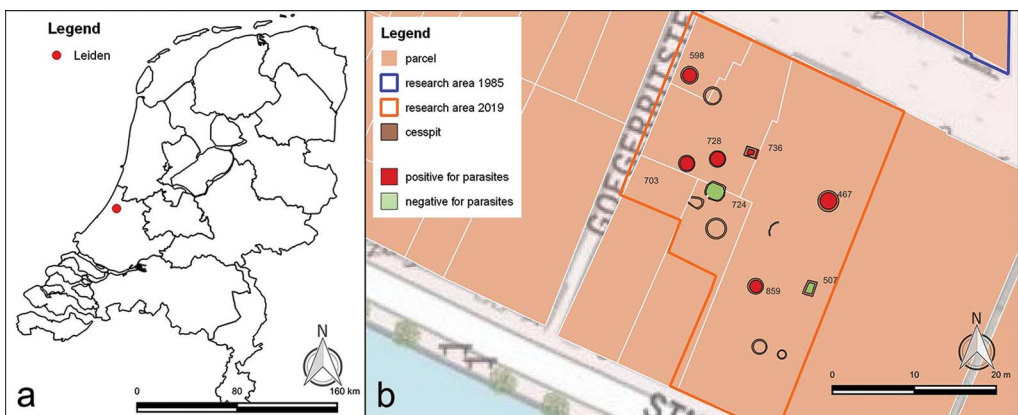 Legend
Leiden
N
0 80 160 km
a
Legend
parcel
research area 1985
research area 2019
cesspit
positive for parasites
negative for parasites
GOEGERRITSTE
598
728
736
703
724
467
507
859
N
0 10 20 m
b